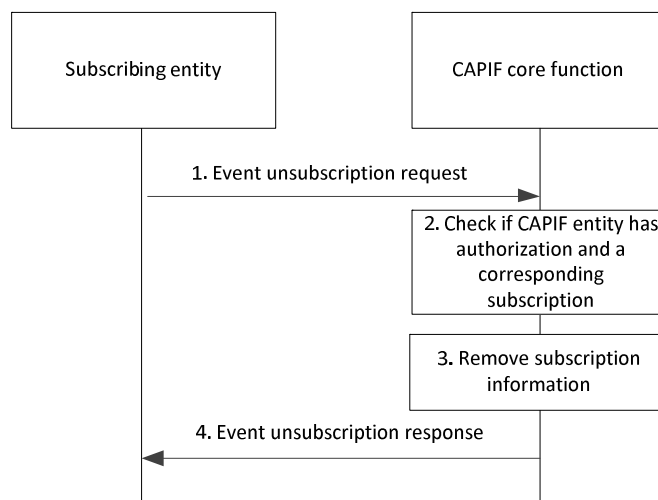 Subscribing entity
CAPIF core function
1. Event unsubscription request
2. Check if CAPIF entity has
authorization and a
corresponding
subscription
3. Remove subscription
information
4. Event unsubscription response